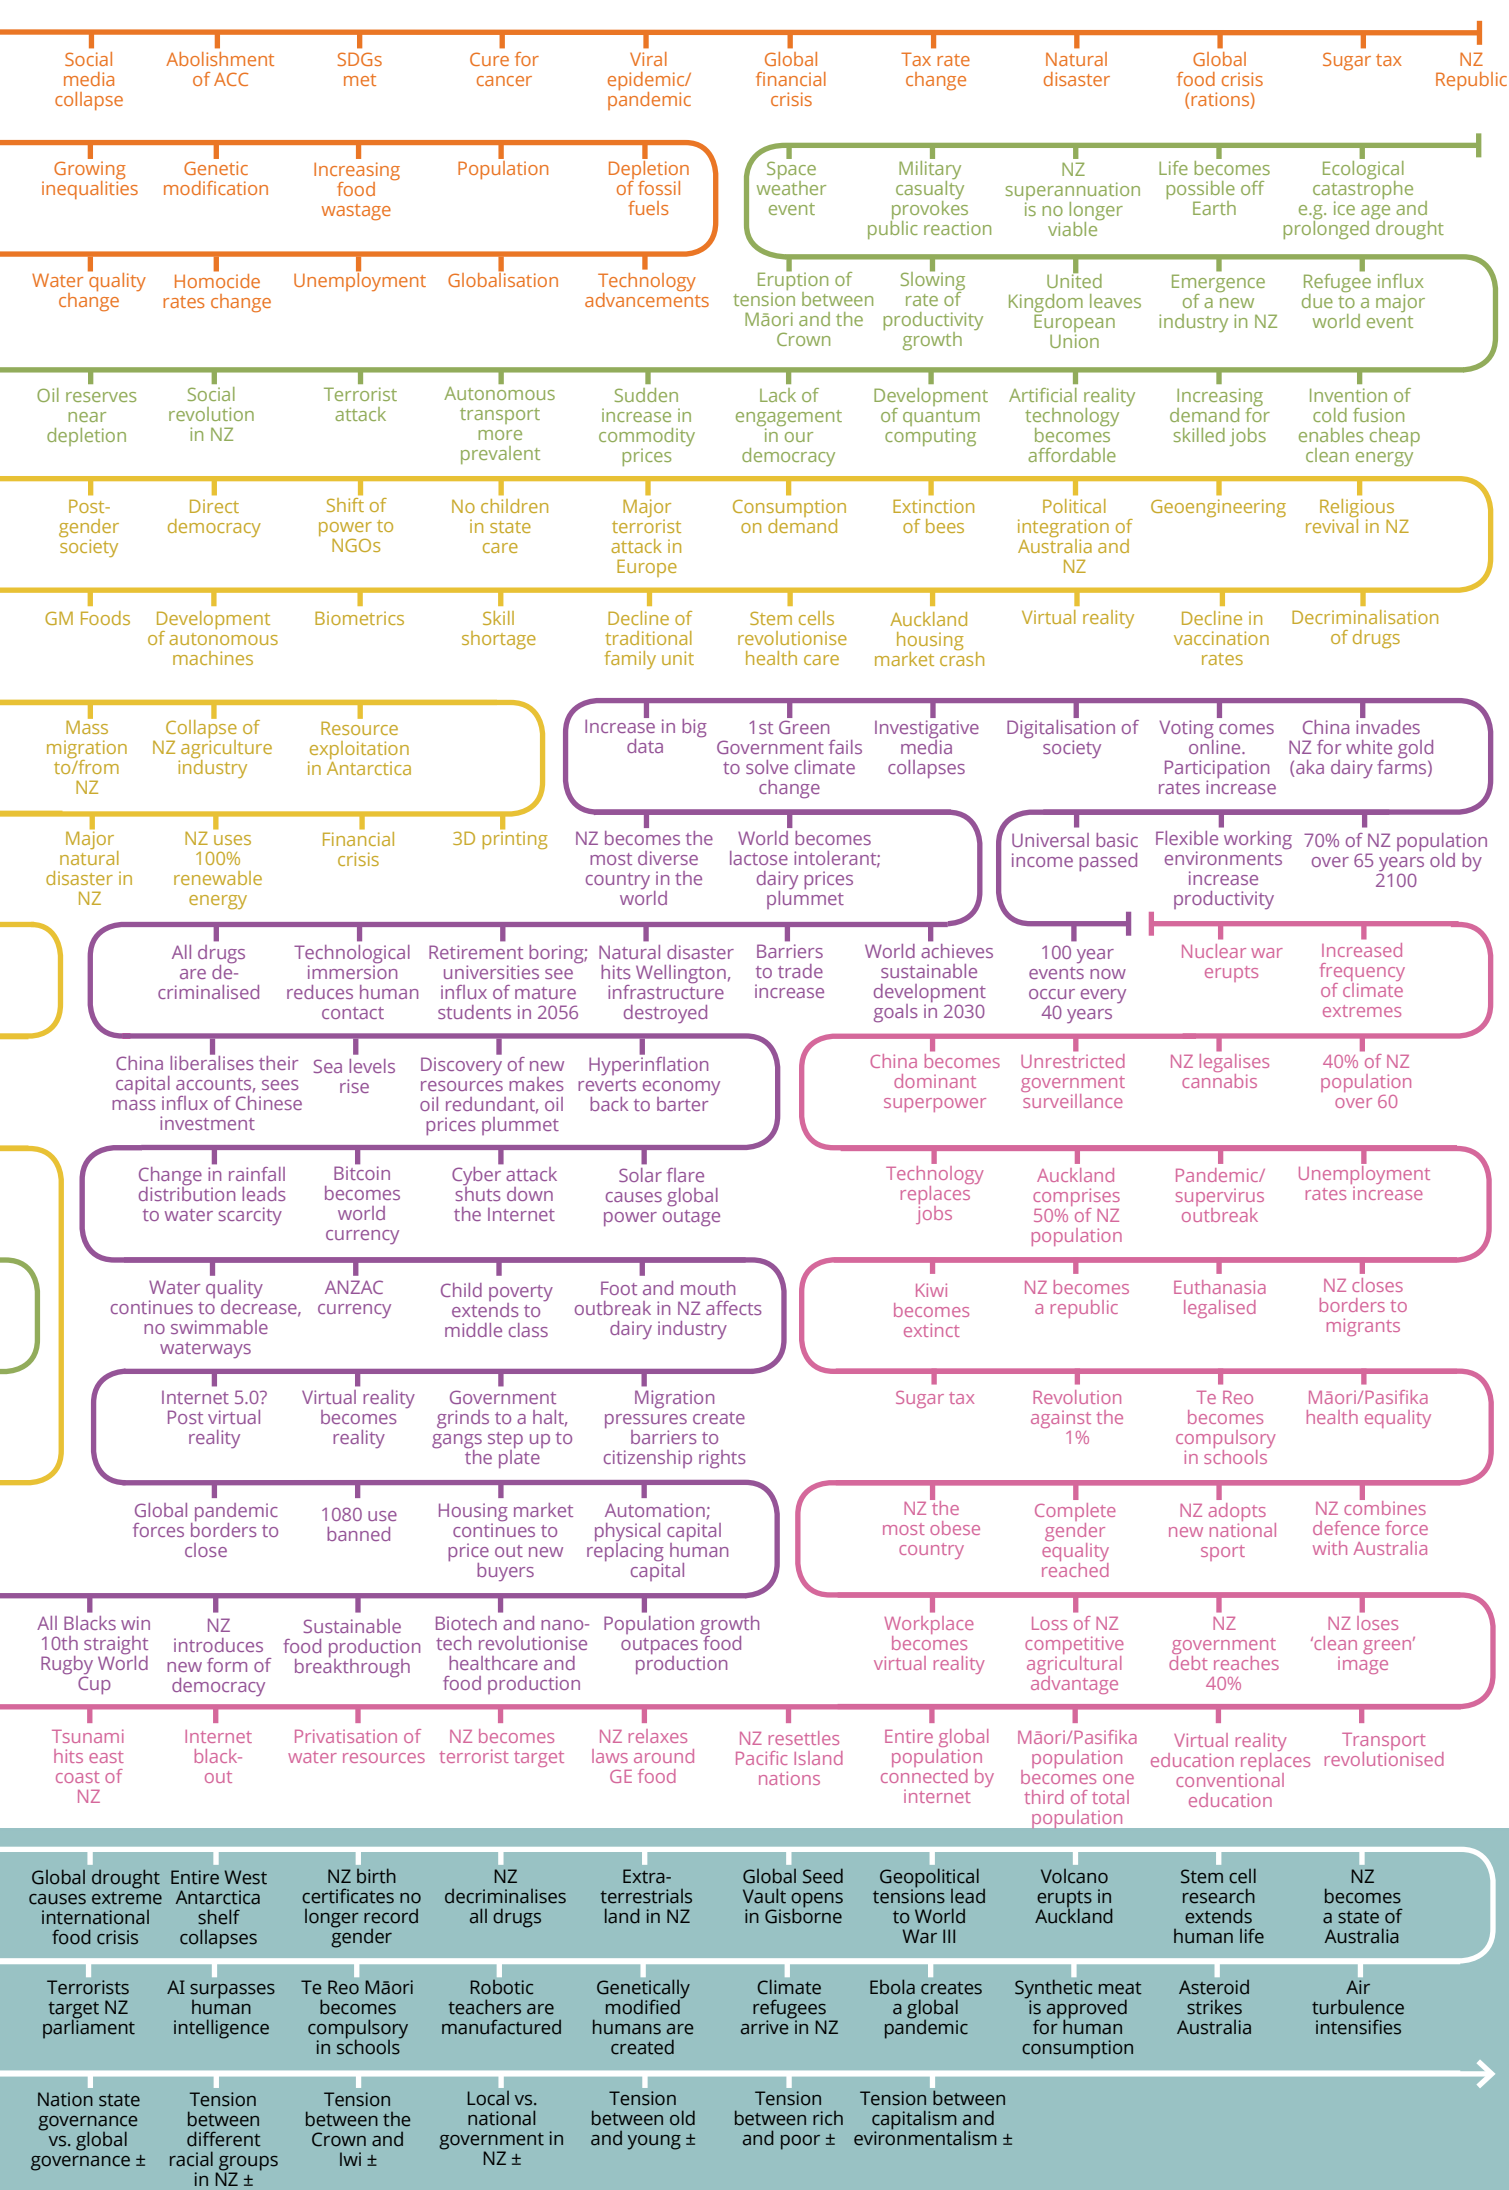 Social
media
collapse
Abolishment
of ACC
SDGs
met
Cure for
cancer
Viral
epidemic/
pandemic
Global
financial
crisis
Tax rate
change
Natural
disaster
Global
food crisis
(rations)
Sugar tax
NZ
Republic
Growing
inequalities
Genetic
modification
Increasing
food
wastage
Population
Depletion
of fossil
fuels
Space
weather
event
Military
casualty
provokes
public reaction
NZ
superannuation
is no longer
viable
Life becomes
possible off
Earth
Ecological
catastrophe
e.g. ice age and
prolonged drought
Water quality
change
Homocide
rates change
Unemployment
Globalisation
Technology
advancements
Eruption of
tension between
Māori and the
Crown
Slowing
rate of
productivity
growth
United
Kingdom leaves
European
Union
Emergence
of a new
industry in NZ
Refugee influx
due to a major
world event
Oil reserves
near
depletion
Social
revolution
in NZ
Terrorist
attack
Autonomous
transport
more
prevalent
Sudden
increase in
commodity
prices
Lack of
engagement
in our
democracy
Development
of quantum
computing
Artificial reality
technology
becomes
affordable
Increasing
demand for
skilled jobs
Invention of
cold fusion
enables cheap
clean energy
Post-
gender
society
Direct
democracy
Shift of
power to
NGOs
No children
in state
care
Major
terrorist
attack in
Europe
Consumption
on demand
Extinction
of bees
Political
integration of
Australia and
NZ
Geoengineering
Religious
revival in NZ
GM Foods
Development
of autonomous
machines
Biometrics
Skill
shortage
Decline of
traditional
family unit
Stem cells
revolutionise
health care
Auckland
housing
market crash
Virtual reality
Decline in
vaccination
rates
Decriminalisation
of drugs
Mass
migration
to/from
NZ
Collapse of
NZ agriculture
industry
Resource
exploitation
in Antarctica
Increase in big
data
1st Green
Government fails
to solve climate
change
Investigative
media
collapses
Digitalisation of
society
Voting comes
online.
Participation
rates increase
China invades
NZ for white gold
(aka dairy farms)
Major
natural
disaster in
NZ
NZ uses
100%
renewable
energy
Financial
crisis
3D printing
NZ becomes the
most diverse
country in the
world
World becomes
lactose intolerant;
dairy prices
plummet
Universal basic
income passed
Flexible working
environments
increase
productivity
70% of NZ population
over 65 years old by
2100
All drugs
are de-
criminalised
Technological
immersion
reduces human
contact
Retirement boring;
universities see
influx of mature
students in 2056
Natural disaster
hits Wellington,
infrastructure
destroyed
Barriers
to trade
increase
World achieves
sustainable
development
goals in 2030
100 year
events now
occur every
40 years
Nuclear war
erupts
Increased
frequency
of climate
extremes
China liberalises their
capital accounts, sees
mass influx of Chinese
investment
Sea levels
rise
Discovery of new
resources makes
oil redundant, oil
prices plummet
Hyperinflation
reverts economy
back to barter
China becomes
dominant
superpower
Unrestricted
government
surveillance
NZ legalises
cannabis
40% of NZ
population
over 60
Change in rainfall
distribution leads
to water scarcity
Bitcoin
becomes
world
currency
Cyber attack
shuts down
the Internet
Solar flare
causes global
power outage
Technology
replaces
jobs
Auckland
comprises
50% of NZ
population
Pandemic/
supervirus
outbreak
Unemployment
rates increase
Water quality
continues to decrease,
no swimmable
waterways
ANZAC
currency
Child poverty
extends to
middle class
Foot and mouth
outbreak in NZ affects
dairy industry
Kiwi
becomes
extinct
NZ becomes
a republic
Euthanasia
legalised
NZ closes
borders to
migrants
Internet 5.0?
Post virtual
reality
Virtual reality
becomes
reality
Government
grinds to a halt,
gangs step up to
the plate
Migration
pressures create
barriers to
citizenship rights
Sugar tax
Revolution
against the
1%
Te Reo
becomes
compulsory
in schools
Māori/Pasifika
health equality
Global pandemic
forces borders to
close
1080 use
banned
Housing market
continues to
price out new
buyers
Automation;
physical capital
replacing human
capital
NZ the
most obese
country
Complete
gender
equality
reached
NZ adopts
new national
sport
NZ combines
defence force
with Australia
All Blacks win
10th straight
Rugby World
Cup
NZ
introduces
new form of
democracy
Sustainable
food production
breakthrough
Biotech and nano-
tech revolutionise
healthcare and
food production
Population growth
outpaces food
production
Workplace
becomes
virtual reality
Loss of NZ
competitive
agricultural
advantage
NZ
government
debt reaches
40%
NZ loses
‘clean green’
image
Tsunami
hits east
coast of
NZ
Internet
black-
out
Privatisation of
water resources
NZ becomes
terrorist target
NZ relaxes
laws around
GE food
NZ resettles
Pacific Island
nations
Entire global
population
connected by
internet
Māori/Pasifika
population
becomes one
third of total
population
Virtual reality
education replaces
conventional
education
Transport
revolutionised
Global drought
causes extreme
international
food crisis
Entire West
Antarctica
shelf
collapses
NZ birth
certificates no
longer record
gender
NZ
decriminalises
all drugs
Extra-
terrestrials
land in NZ
Global Seed
Vault opens
in Gisborne
Geopolitical
tensions lead
to World
War III
Volcano
erupts in
Auckland
Stem cell
research
extends
human life
NZ
becomes
a state of
Australia
Terrorists
target NZ
parliament
AI surpasses
human
intelligence
Te Reo Māori
becomes
compulsory
in schools
Robotic
teachers are
manufactured
Genetically
modified
humans are
created
Climate
refugees
arrive in NZ
Ebola creates
a global
pandemic
Synthetic meat
is approved
for human
consumption
Asteroid
strikes
Australia
Air
turbulence
intensifies
Nation state
governance
vs. global
governance ±
Tension
between
different
racial groups
in NZ ±
Tension
between the
Crown and
Iwi ±
Local vs.
national
government in
NZ ±
Tension
between old
and young ±
Tension
between rich
and poor ±
Tension between
capitalism and
evironmentalism ±